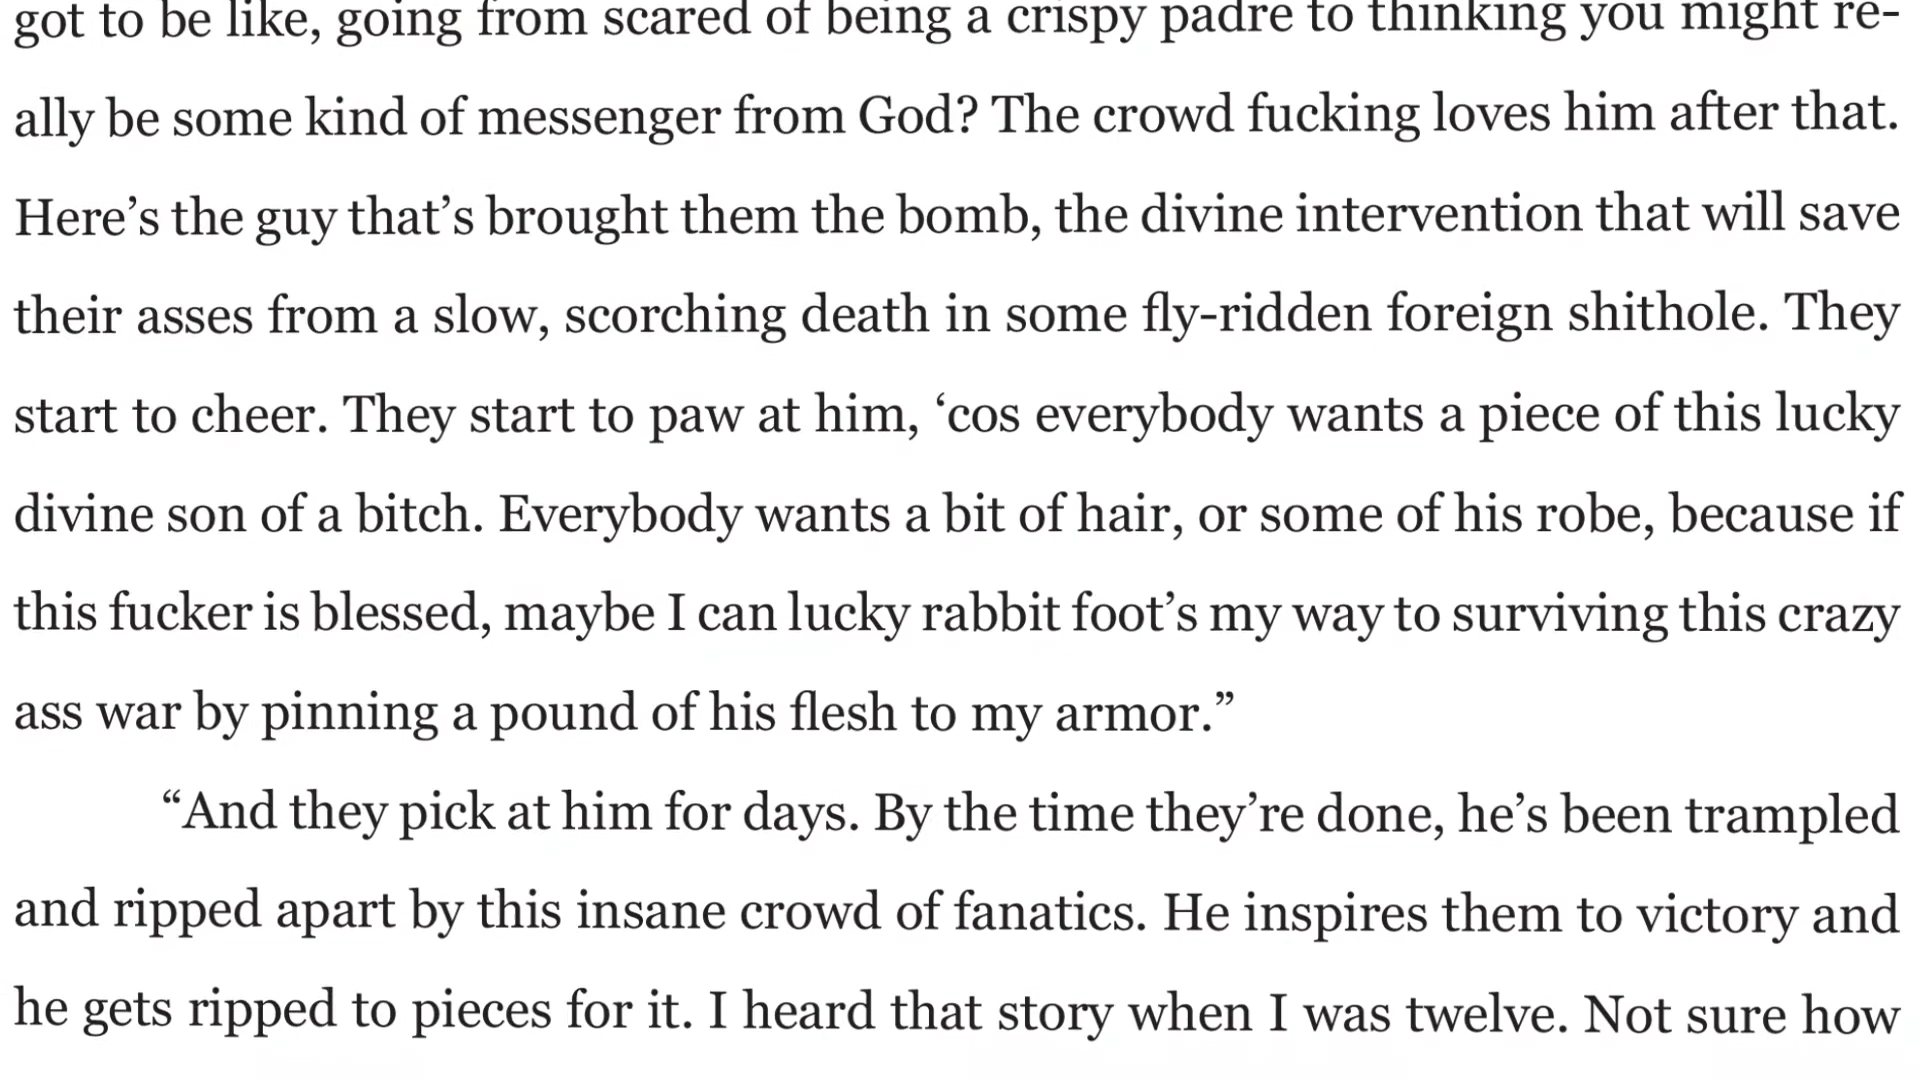 got to be like, going from scared of being a crispy padre to thinking you might re-
ally be some kind of messenger from God? The crowd fucking loves him after that.
Here’s the guy that’s brought them the bomb, the divine intervention that will save
their asses from a slow, scorching death in some fly-ridden foreign shithole. They
start to cheer. They start to paw at him, ‘cos everybody wants a piece of this lucky
divine son of a bitch. Everybody wants a bit of hair, or some of his robe, because if
this fucker is blessed, maybe I can lucky rabbit foot’s my way to surviving this crazy
ass war by pinning a pound of his flesh to my armor.”
“And they pick at him for days. By the time they’re done, he’s been trampled
and ripped apart by this insane crowd of fanatics. He inspires them to victory and
he gets ripped to pieces for it. I heard that story when I was twelve. Not sure how